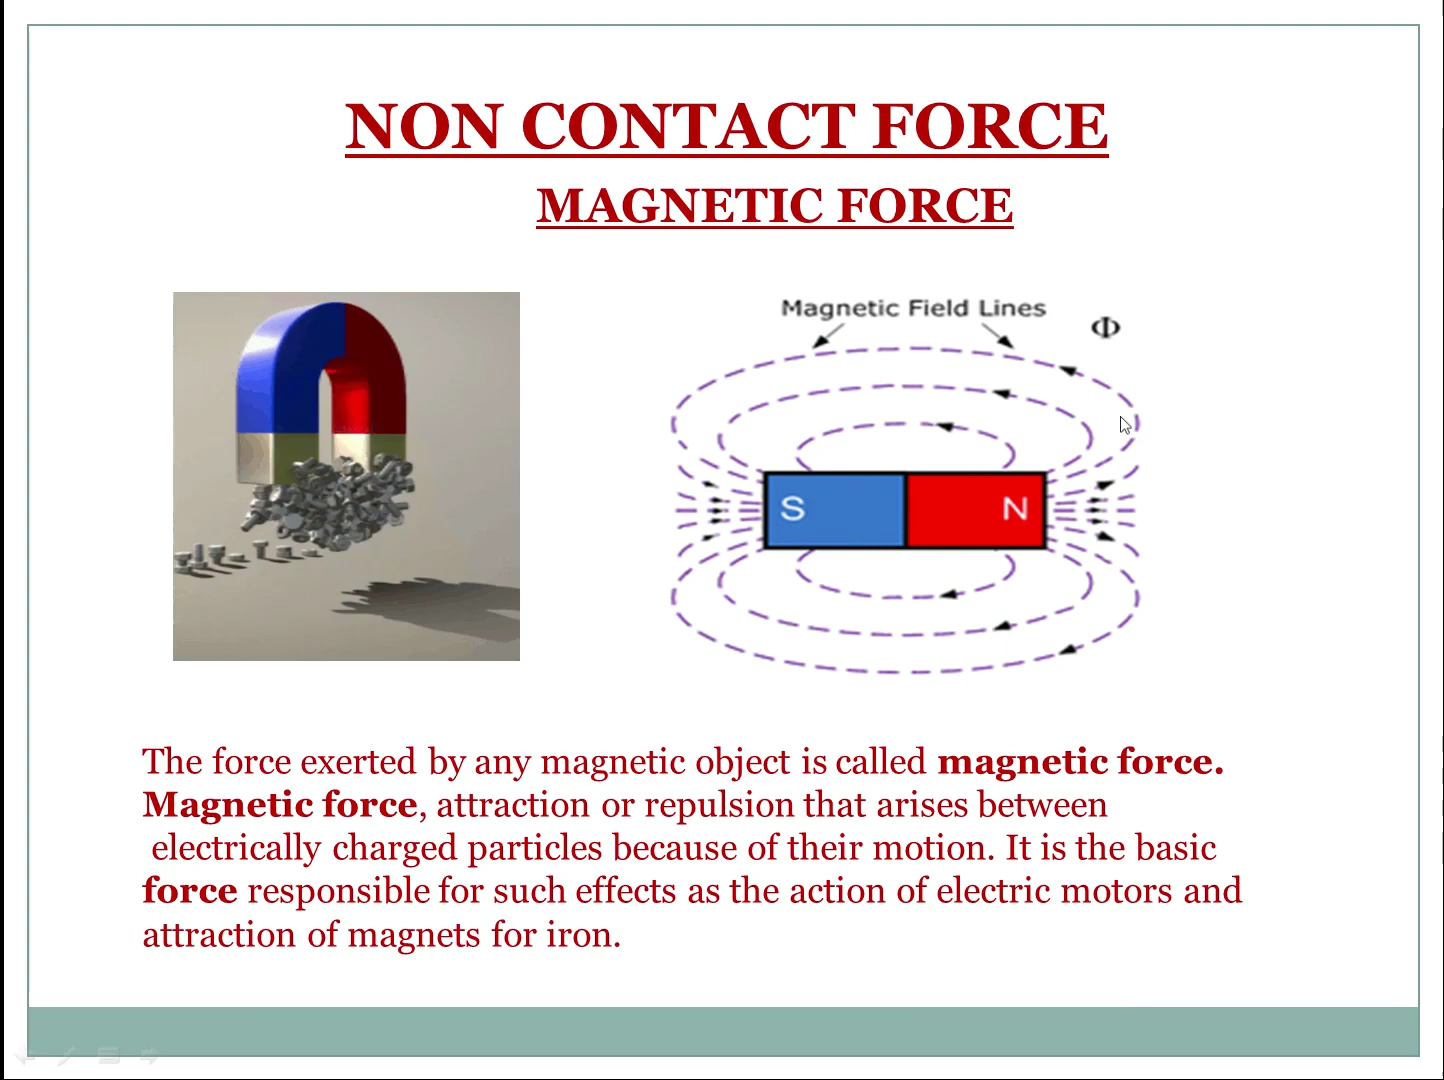 NON CONTACT FORCE
MAGNETIC FORCE
Magnetic Field Lines
Φ
S
N
The force exerted by any magnetic object is called magnetic force.
Magnetic force, attraction or repulsion that arises between
electrically charged particles because of their motion. It is the basic
force responsible for such effects as the action of electric motors and
attraction of magnets for iron.